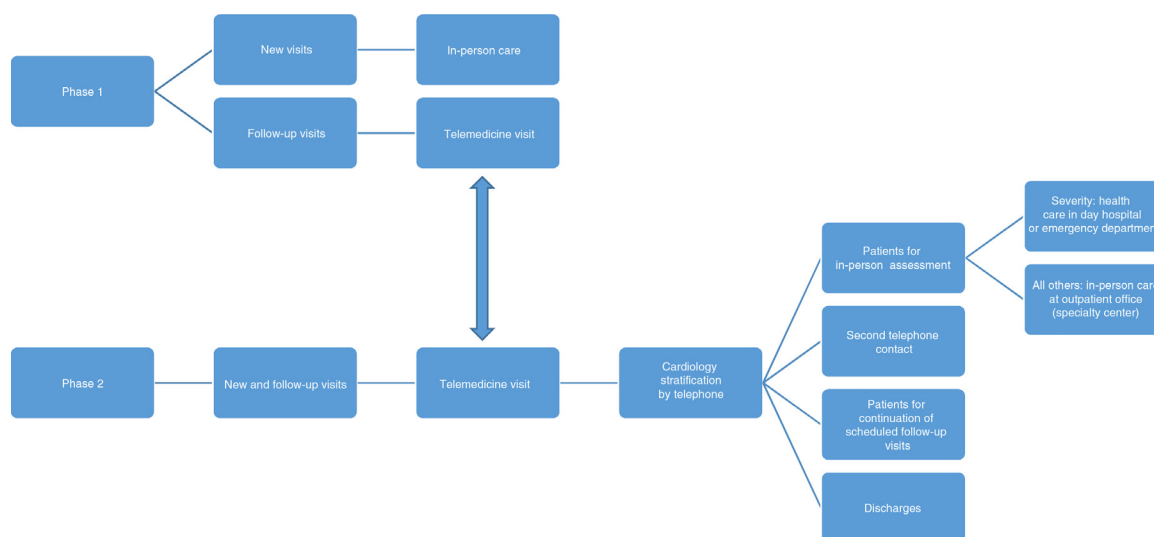 Phase 1
New visits
In-person care
Follow-up visits
Telemedicine visit
Phase 2
New and follow-up visits
Telemedicine visit
Cardiology
stratification
by telephone
Patients for
in-person assessment
Severity: health
care in day hospital
or emergency department
All others: in-person care
at outpatient office
(specialty center)
Second telephone
contact
Patients for
continuation of
scheduled follow-up
visits
Discharges